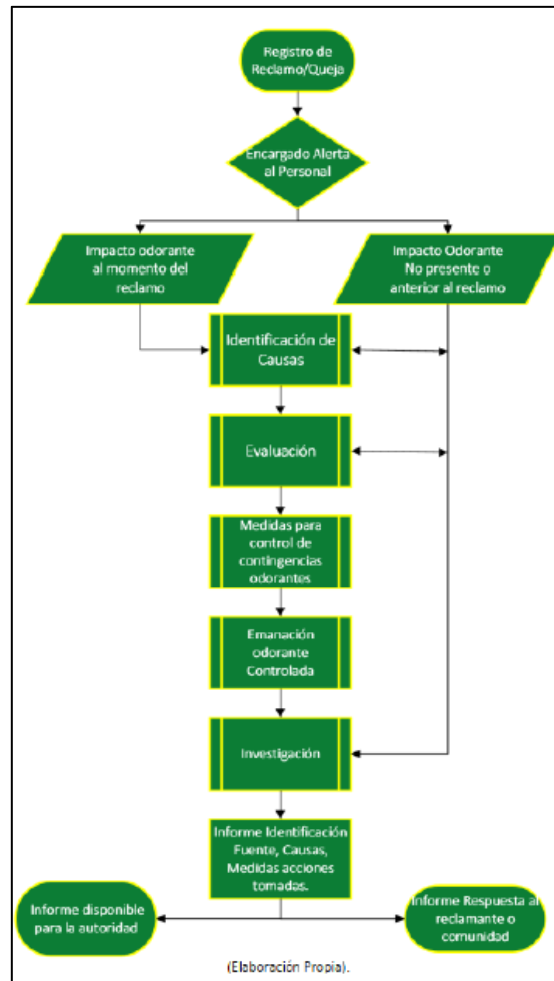 Registro de
Reclamo/Queja
Encargado Alerta
al Personal
Impacto odorante
al momento del
reclamo
Impacto Odorante
No presente o
anterior al reclamo
Identificación de
Causas
Evaluación
Medidas para
control de
contingencias
odorantes
Emanación
odorante
Controlada
Investigación
Informe Identificación
Fuente, Causas,
Medidas acciones
tomadas.
Informe disponible
para la autoridad
Informe Respuesta al
reclamante o
comunidad
(Elaboración Propia).